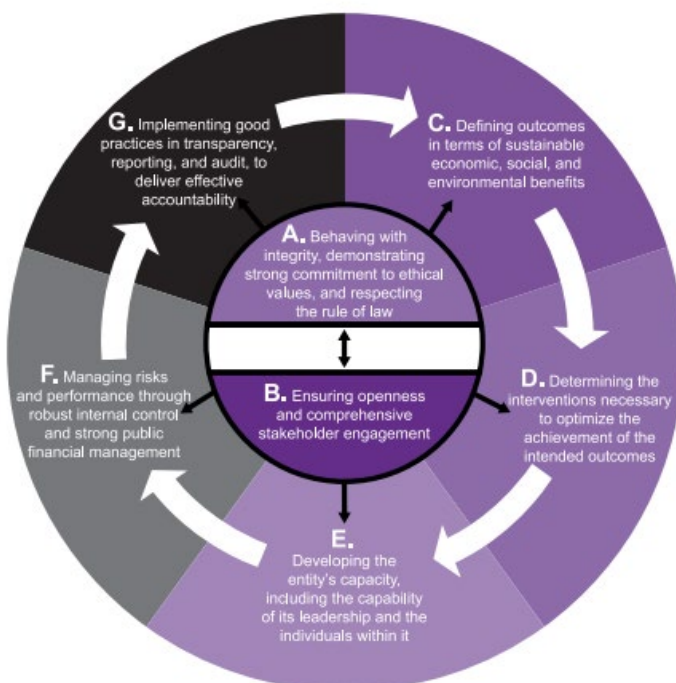 A. Behaving with
integrity, demonstrating
strong commitment to ethical
values, and respecting
the rule of law
B. Ensuring openness
and comprehensive
stakeholder engagement
C. Defining outcomes
in terms of sustainable
economic, social, and
environmental benefits
D. Determining the
interventions necessary
to optimize the
achievement of the
intended outcomes
E.
Developing the
entity's capacity,
including the capability
of its leadership and the
individuals within it
F. Managing risks
and performance through
robust internal control
and strong public
financial management
G. Implementing good
practices in transparency,
reporting, and audit, to
deliver effective
accountability